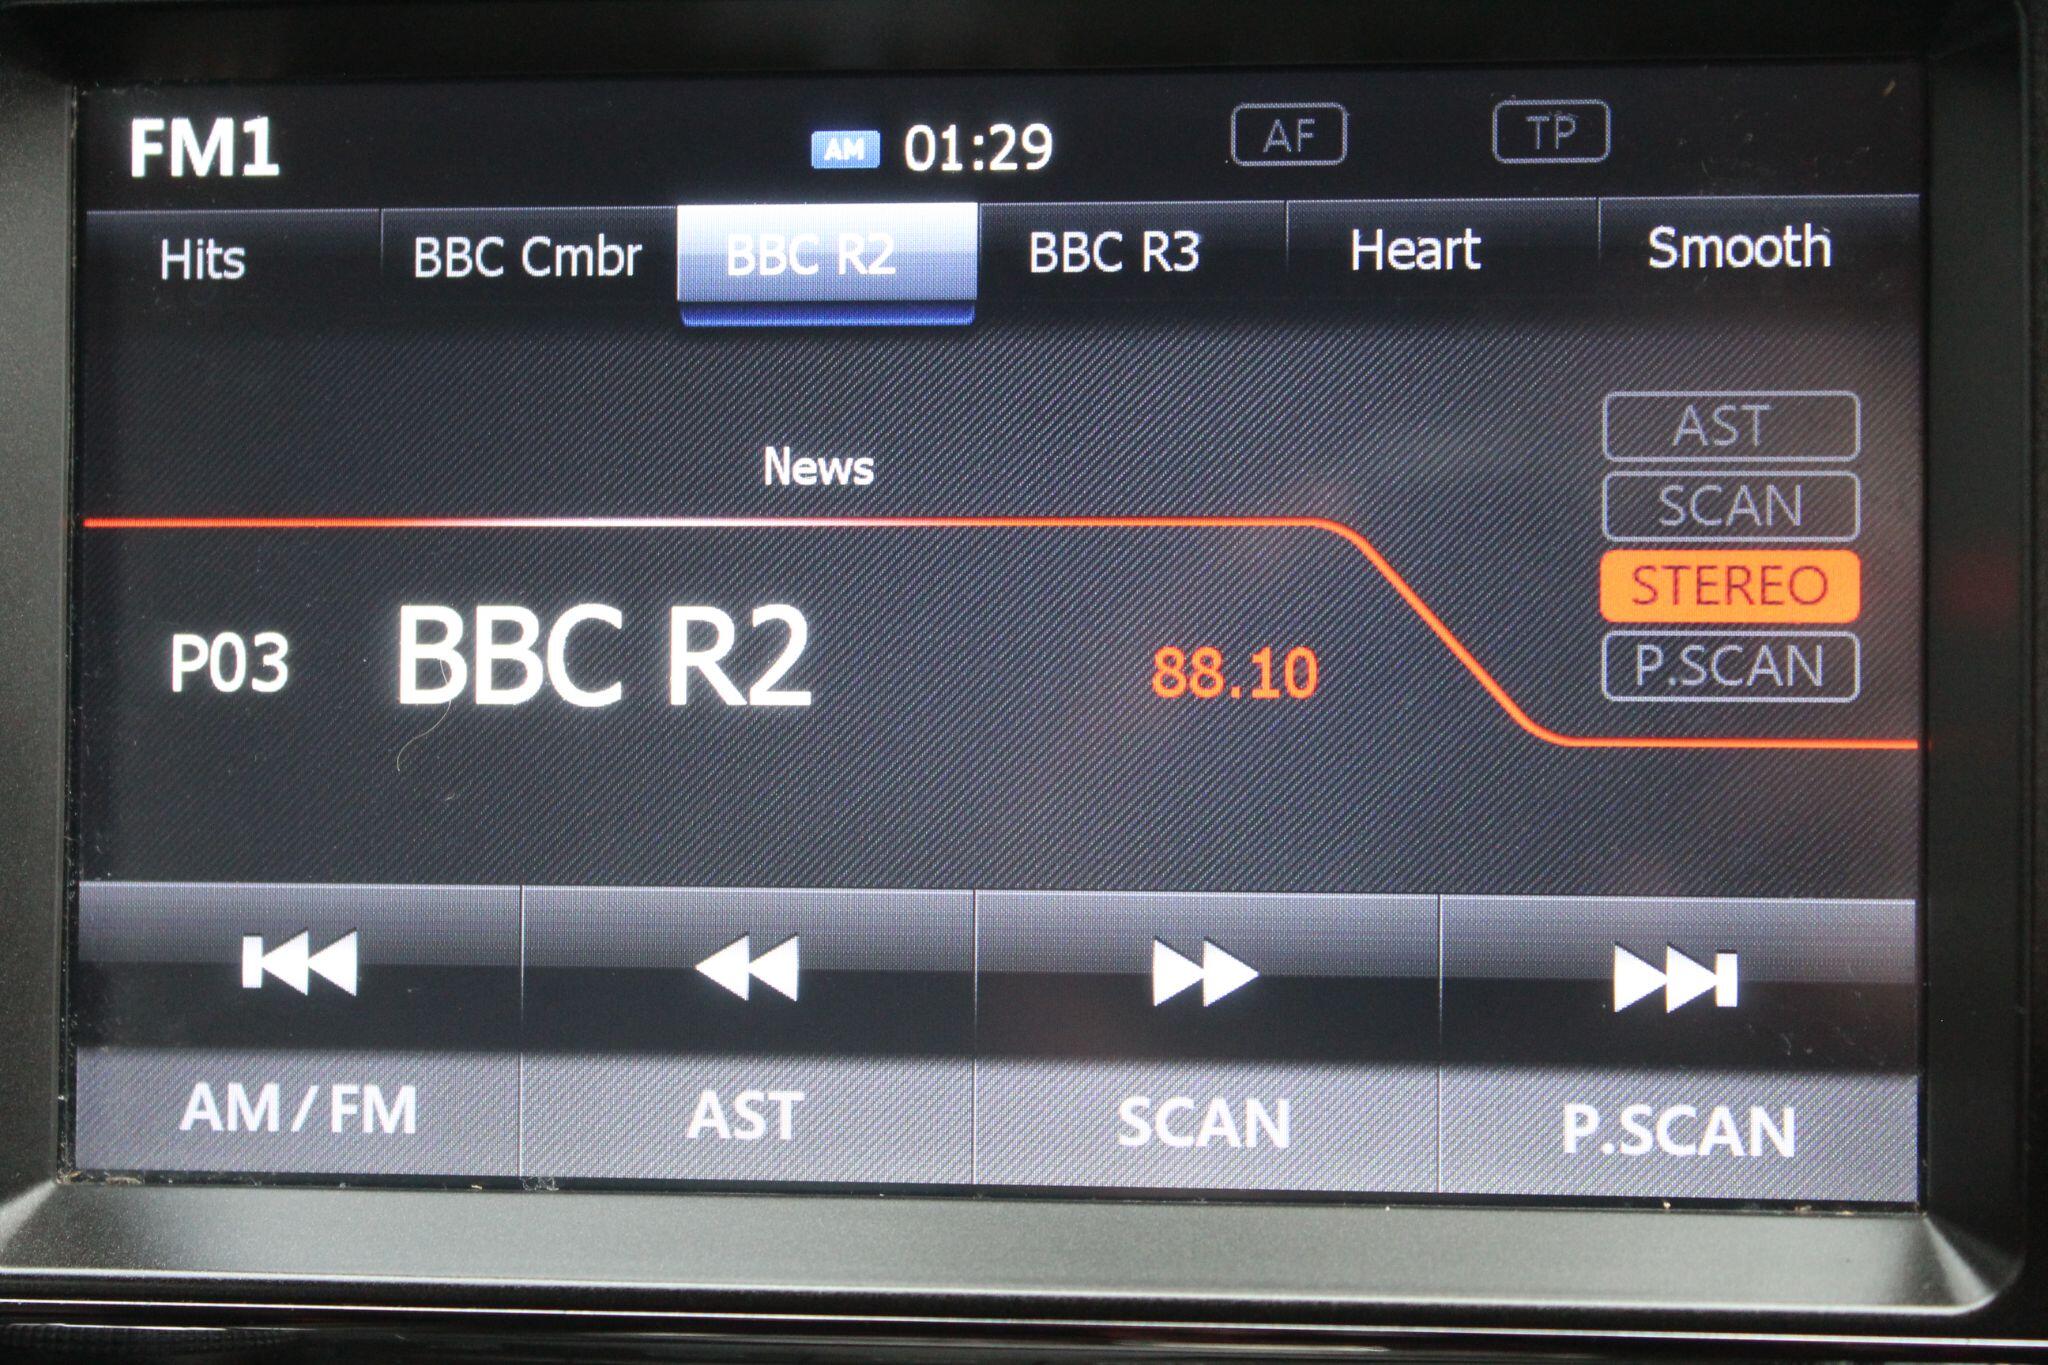 FM1 AM 01:29 AF TP
Hits BBC Cmbr BBC R2 BBC R3 Heart Smooth
News
AST
SCAN
STEREO
P03 BBC R2 88.10 P.SCAN
AM/FM AST SCAN P.SCAN